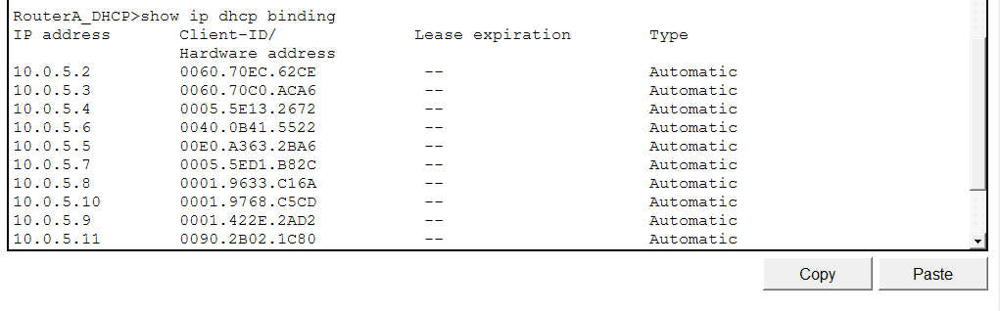 RouterA_DHCP>show ip dhcp binding
IP address Client-ID/ Lease expiration Type
Hardware address
10.0.5.2 0060.70EC.62CE -- Automatic
10.0.5.3 0060.70C0.ACA6 -- Automatic
10.0.5.4 0005.5E13.2672 -- Automatic
10.0.5.6 0040.0B41.5522 -- Automatic
10.0.5.5 00E0.A363.2BA6 -- Automatic
10.0.5.7 0005.5ED1.B82C -- Automatic
10.0.5.8 0001.9633.C16A -- Automatic
10.0.5.10 0001.9768.C5CD -- Automatic
10.0.5.9 0001.422E.2AD2 -- Automatic
10.0.5.11 0090.2B02.1C80 -- Automatic
Copy Paste